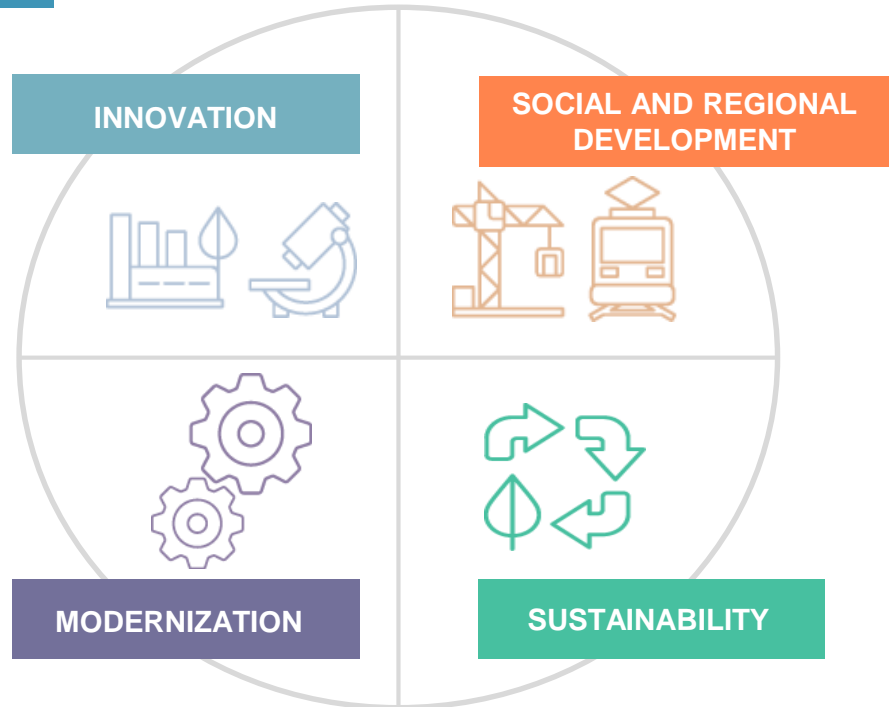 INNOVATION
SOCIAL AND REGIONAL
DEVELOPMENT
MODERNIZATION
SUSTAINABILITY